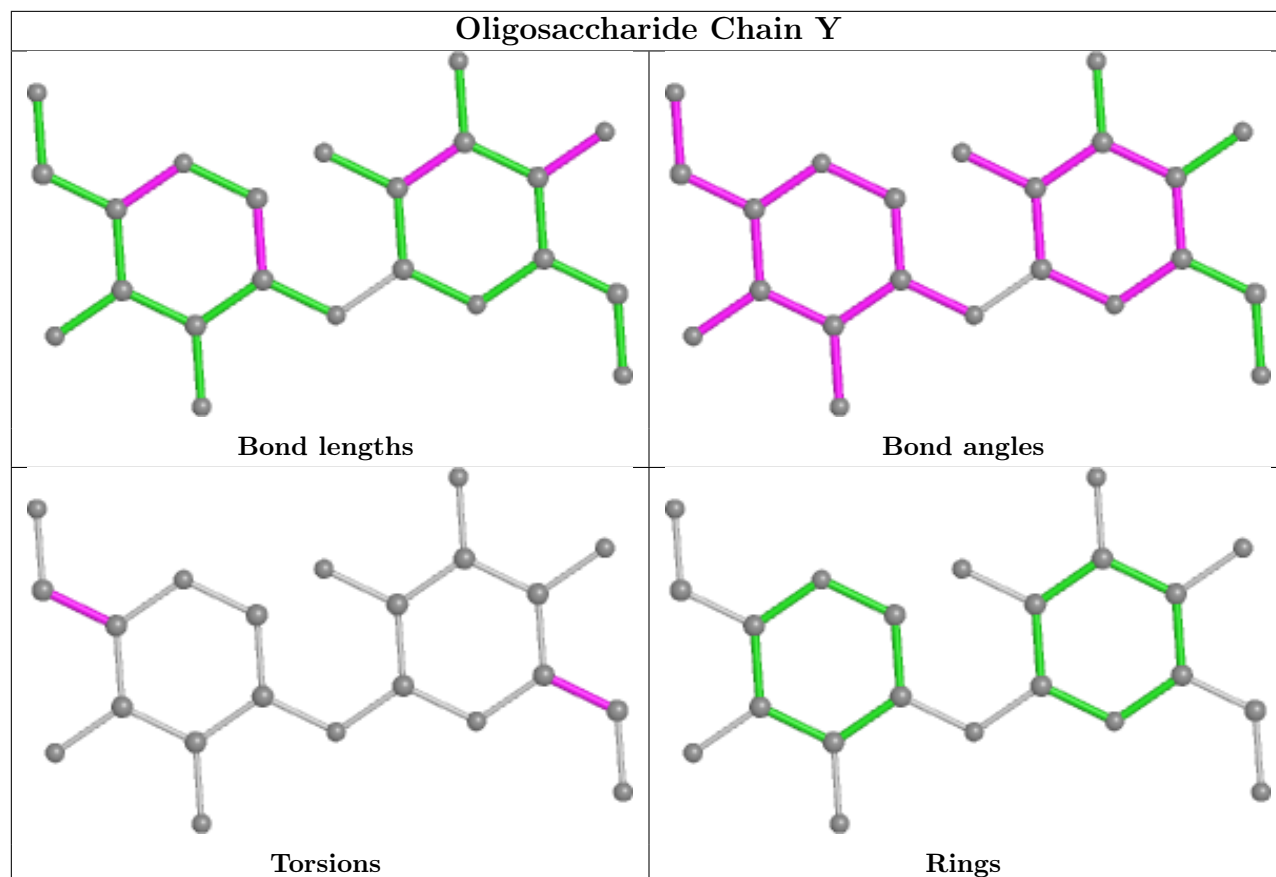 Oligosaccharide Chain Y
Bond lengths
Bond angles
Torsions
Rings